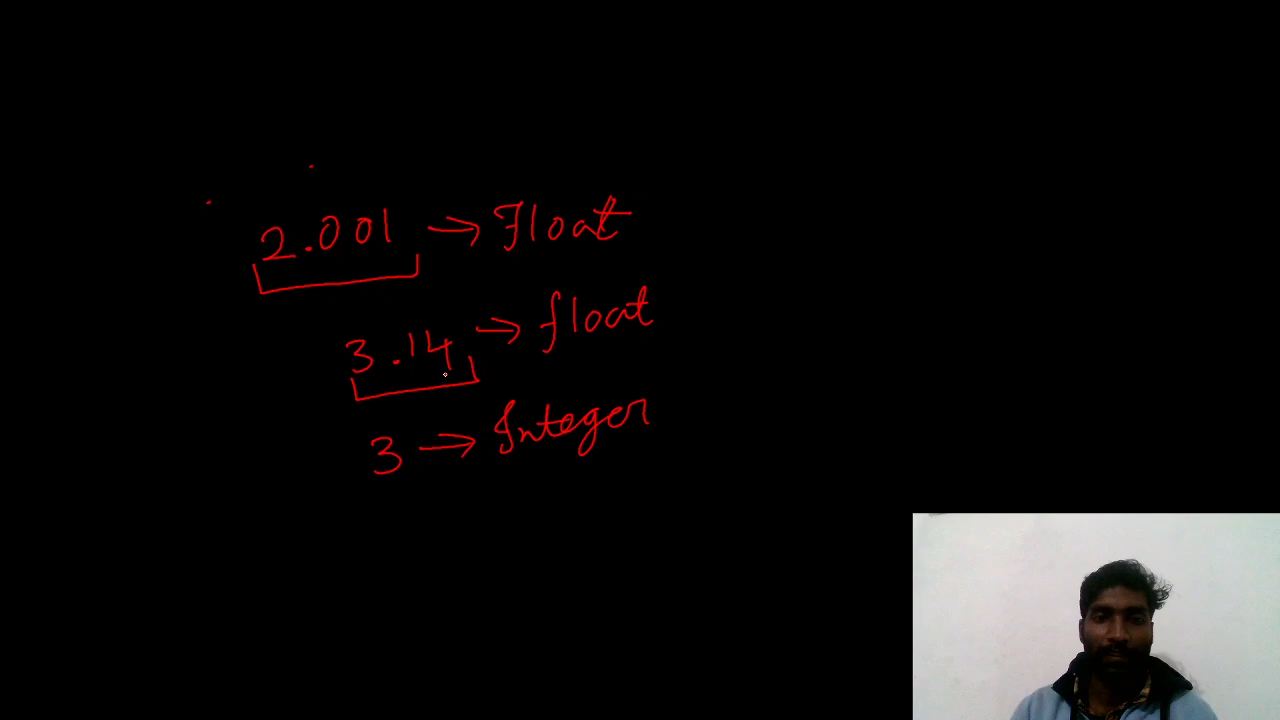 2.001 → Float
3.14 → float
3 → Integer